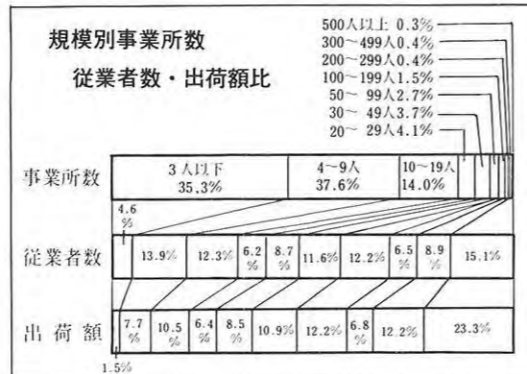 規模別事業所数
従業者数・出荷額比
500人以上 0.3%
300〜499人0.4%
200〜299人0.4%
100〜199人1.5%
50〜 99人2.7%
30〜 49人3.7%
20〜 29人4.1%
事業所数
3人以下
35.3%
4〜9人
37.6%
10〜19人
14.0%
従業者数
4.6
%
13.9%
12.3%
6.2
%
8.7
%
11.6%
12.2%
6.5
%
8.9
%
15.1%
出荷額
1.5%
7.7
%
10.5
%
6.4
%
8.5
%
10.9%
12.2%
6.8
%
12.2%
23.3%